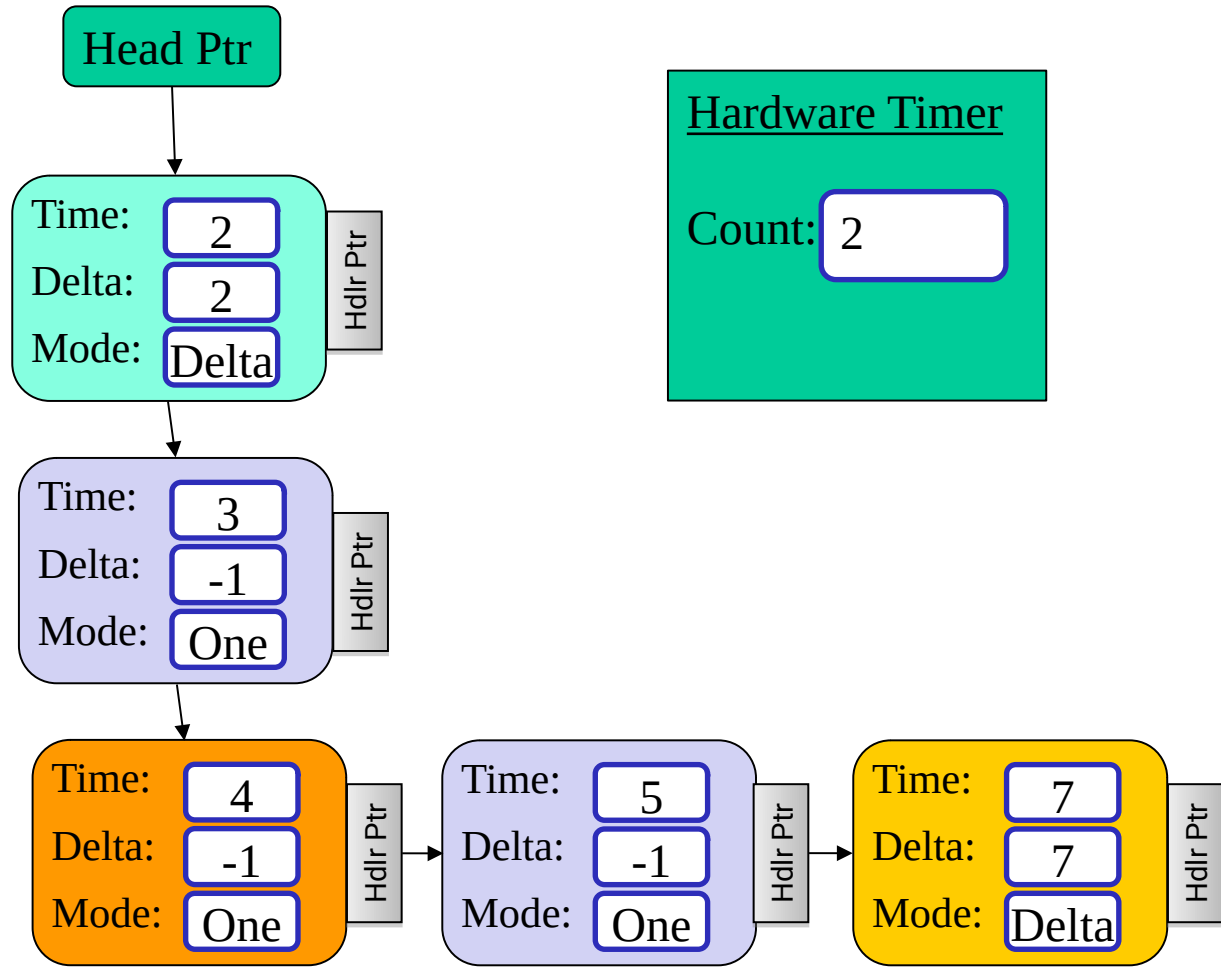 Head Ptr
Hardware Timer
Count: 2
Time: 2
Delta: 2
Mode: Delta
Hdlr Ptr
Time: 3
Delta: -1
Mode: One
Hdlr Ptr
Time: 4
Delta: -1
Mode: One
Hdlr Ptr
Time: 5
Delta: -1
Mode: One
Hdlr Ptr
Time: 7
Delta: 7
Mode: Delta
Hdlr Ptr